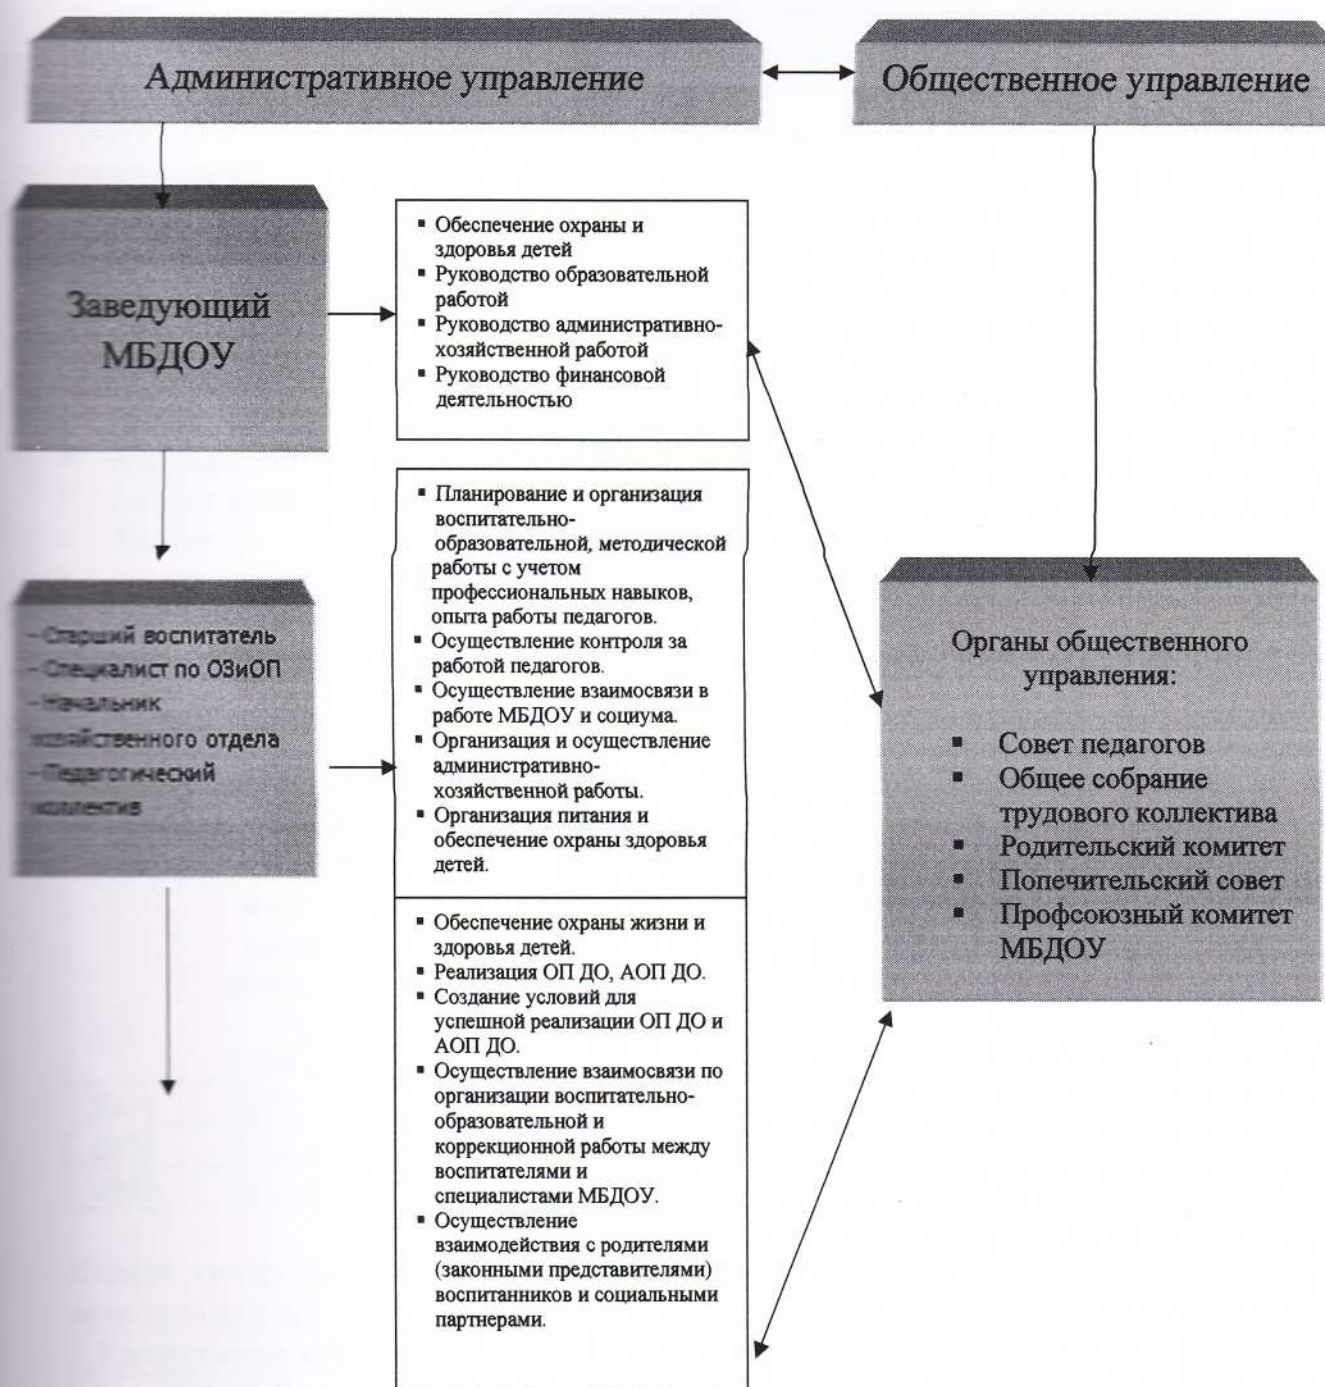 Административное управление
Общественное управление
Заведующий
МБДОУ
▪ Обеспечение охраны и
здоровья детей
▪ Руководство образовательной
работой
▪ Руководство административно-
хозяйственной работой
▪ Руководство финансовой
деятельностью
- Старший воспитатель
- Специалист по ОЗиОП
- Начальник
хозяйственного отдела
- Педагогический
коллектив
▪ Планирование и организация
воспитательно-
образовательной, методической
работы с учетом
профессиональных навыков,
опыта работы педагогов.
▪ Осуществление контроля за
работой педагогов.
▪ Осуществление взаимосвязи в
работе МБДОУ и социума.
▪ Организация и осуществление
административно-
хозяйственной работы.
▪ Организация питания и
обеспечение охраны здоровья
детей.
▪ Обеспечение охраны жизни и
здоровья детей.
▪ Реализация ОП ДО, АОП ДО.
▪ Создание условий для
успешной реализации ОП ДО и
АОП ДО.
▪ Осуществление взаимосвязи по
организации воспитательно-
образовательной и
коррекционной работы между
воспитателями и
специалистами МБДОУ.
▪ Осуществление
взаимодействия с родителями
(законными представителями)
воспитанников и социальными
партнерами.
Органы общественного
управления:
▪ Совет педагогов
▪ Общее собрание
трудового коллектива
▪ Родительский комитет
▪ Попечительский совет
▪ Профсоюзный комитет
МБДОУ